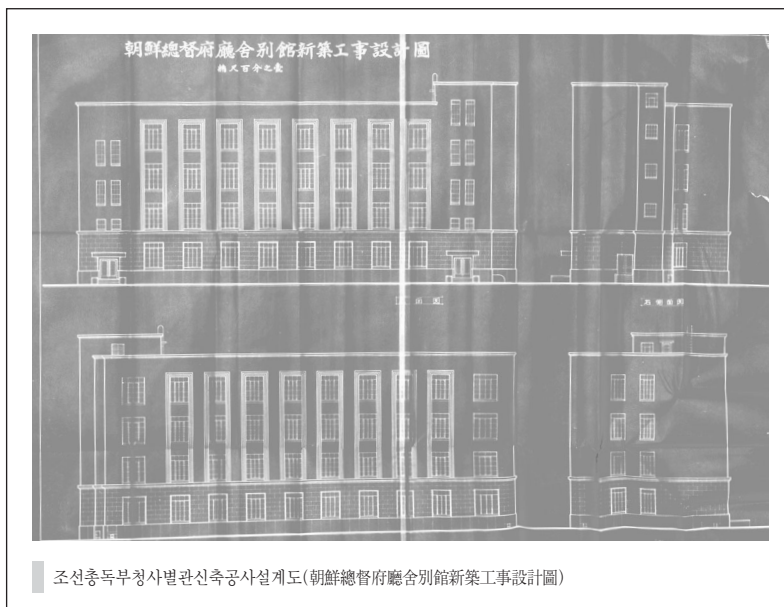 朝鮮總督府廳舍別館新築工事設計圖
梯尺百分之壹
조선총독부청사별관신축공사설계도(朝鮮總督府廳舍別館新築工事設計圖)